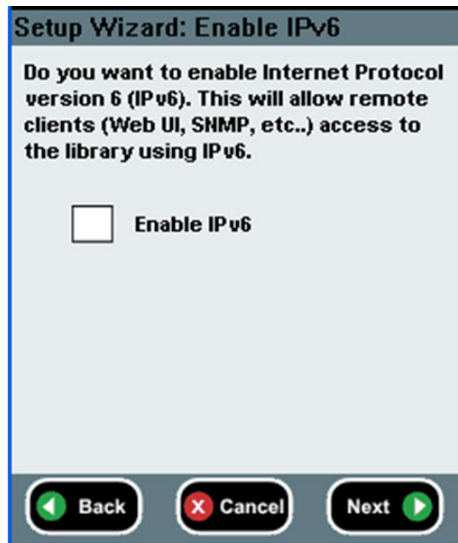 Setup Wizard: Enable IPv6
Do you want to enable Internet Protocol
version 6 (IPv6). This will allow remote
clients (Web UI, SNMP, etc..) access to
the library using IPv6.
Enable IPv6
Back
Cancel
Next